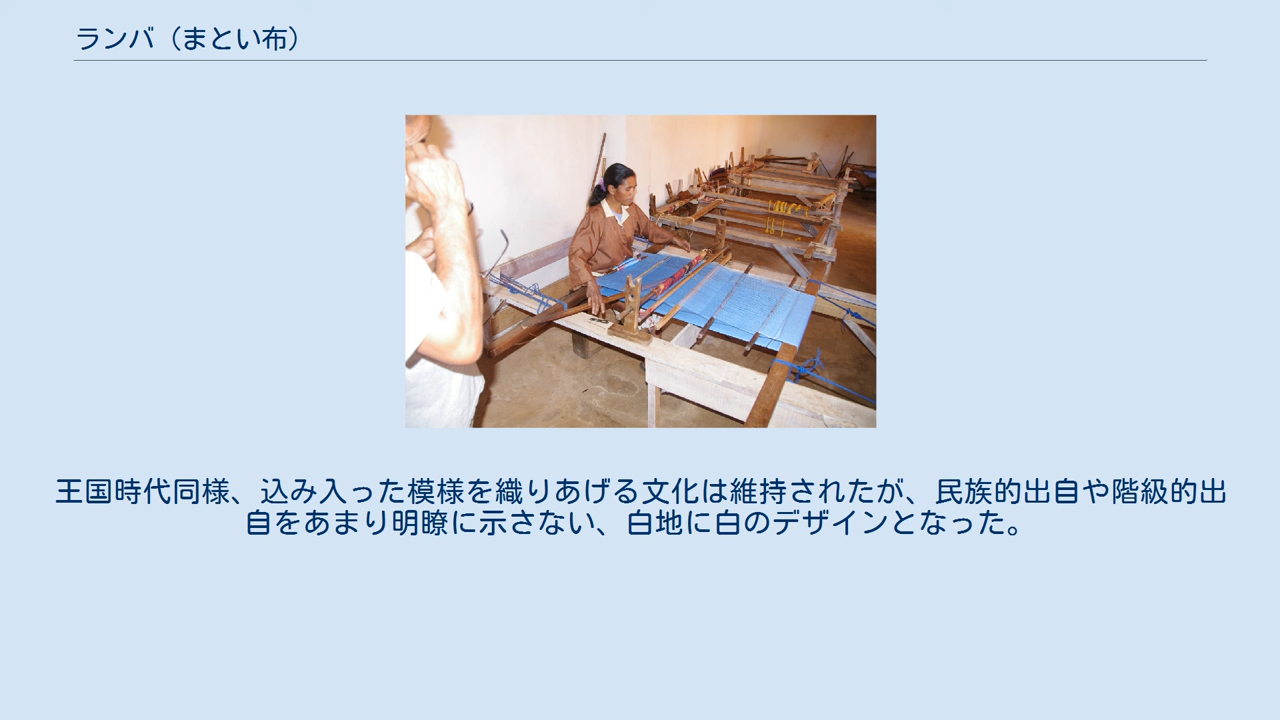 ランバ（まとい布）
王国時代同様、込み入った模様を織りあげる文化は維持されたが、民族的出自や階級的出
自をあまり明瞭に示さない、白地に白のデザインとなった。